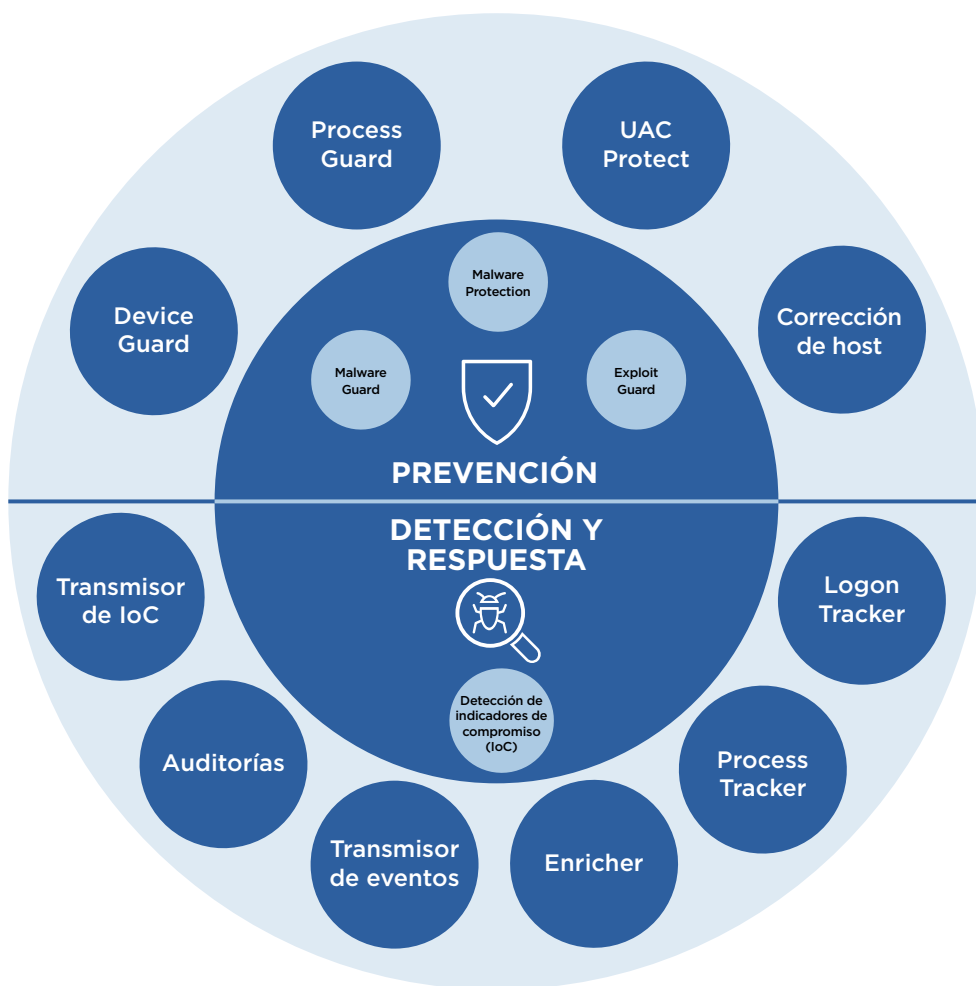 Process
Guard
UAC
Protect
Device
Guard
Corrección
de host
Malware
Protection
Malware
Guard
Exploit
Guard
PREVENCIÓN
DETECCIÓN Y
RESPUESTA
Detección de
indicadores de
compromiso
(IoC)
Transmisor
de IoC
Logon
Tracker
Auditorías
Process
Tracker
Transmisor
de eventos
Enricher